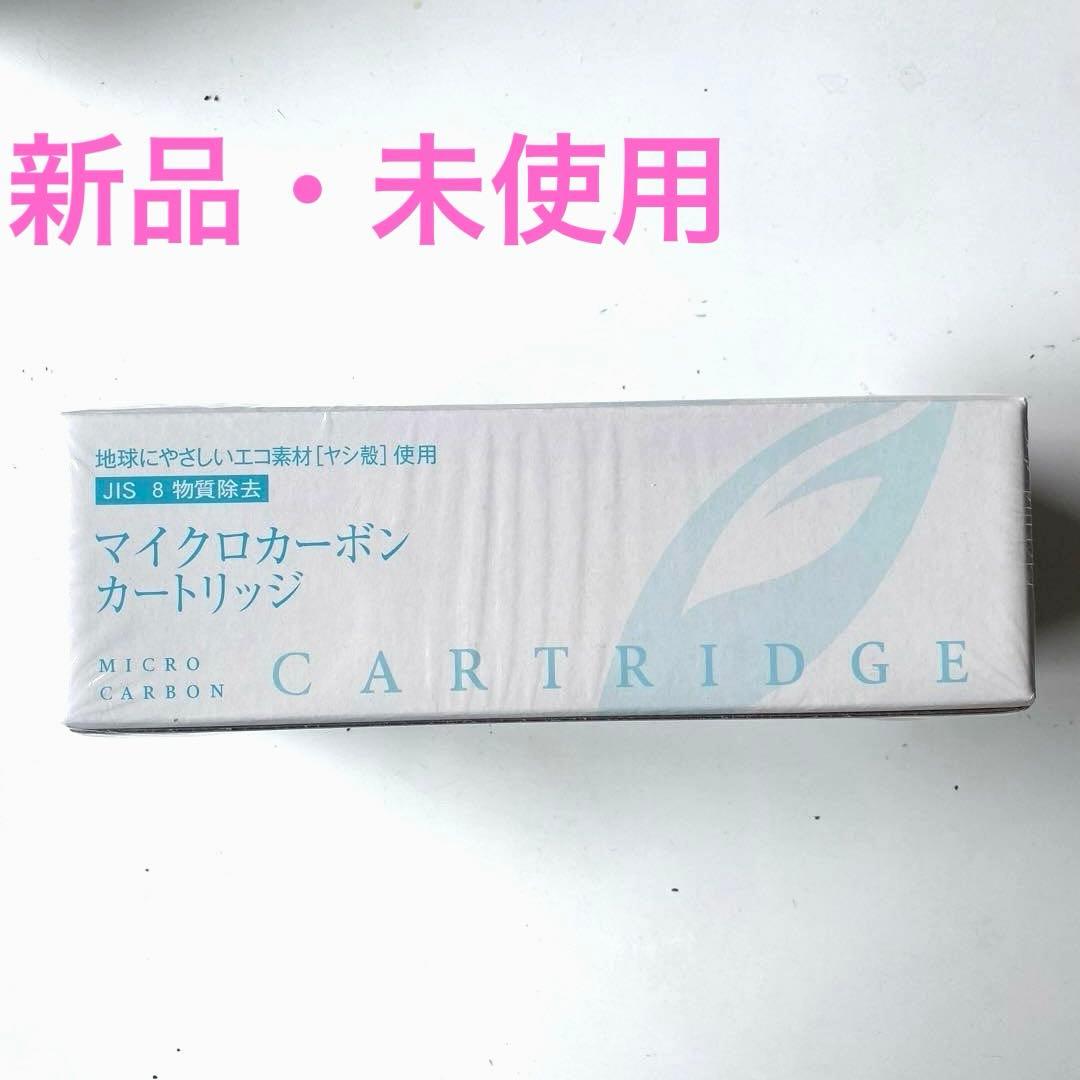 新品・未使用
地球にやさしいエコ素材[ヤシ殻]使用
JIS 8 物質除去
マイクロカーボン
カートリッジ
MICRO
CARBON
CARTRIDGE